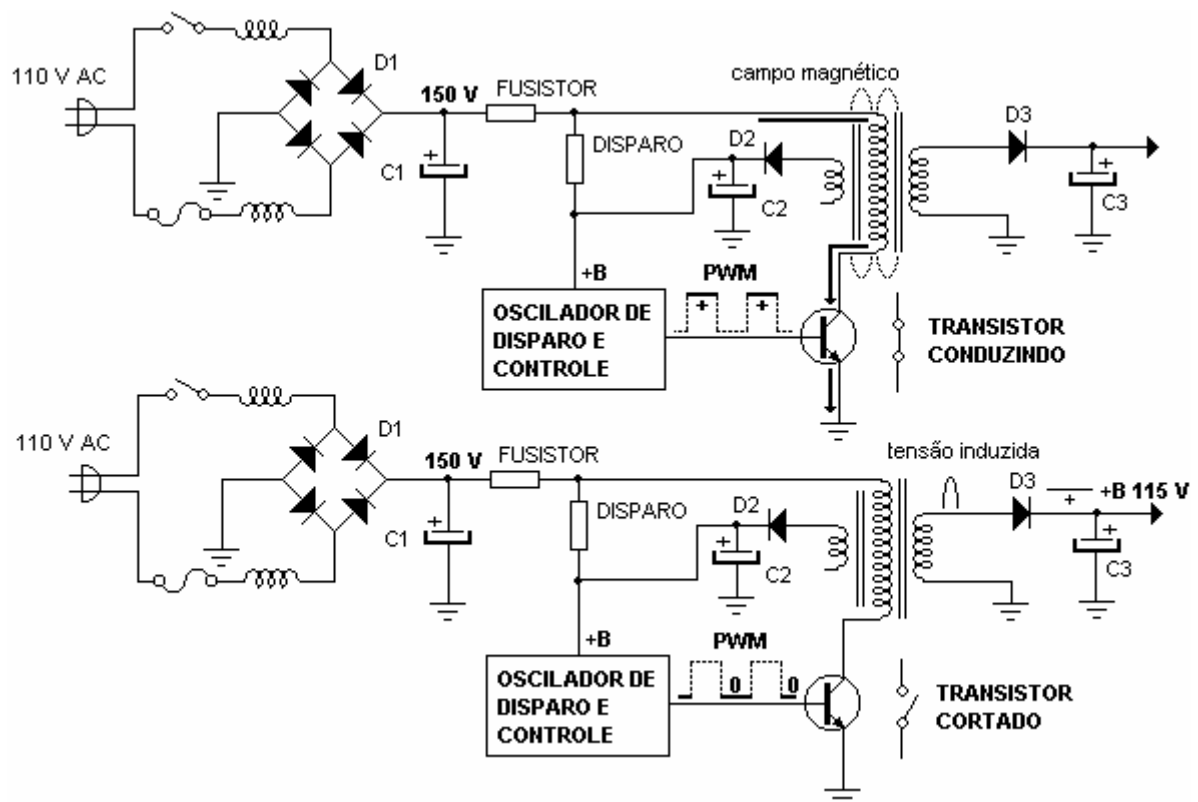 110 V AC
D1
150 V
FUSISTOR
campo magnético
D3
D2
DISPARO
+
C1
+
C2
+
C3
+B
PWM
+ +
OSCILADOR DE
DISPARO E
CONTROLE
TRANSISTOR
CONDUZINDO
110 V AC
D1
150 V
FUSISTOR
tensão induzida
D3
+
+B 115 V
D2
DISPARO
+
C1
+
C2
+
C3
+B
PWM
0 0
OSCILADOR DE
DISPARO E
CONTROLE
TRANSISTOR
CORTADO